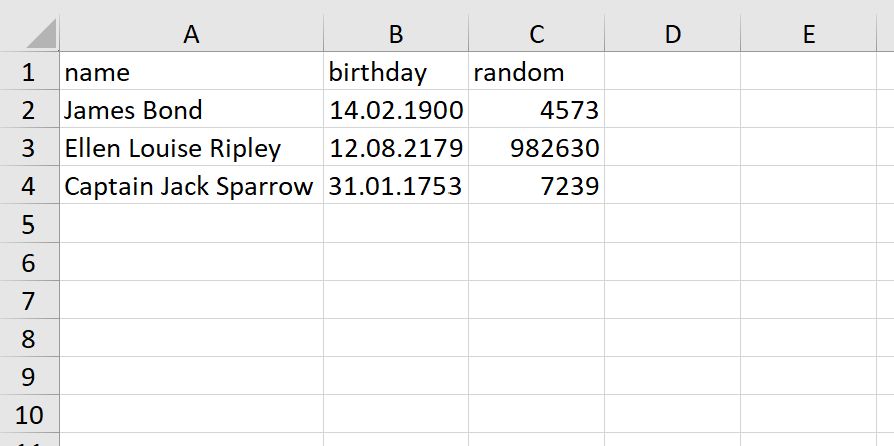 A B C D E
1 name birthday random
2 James Bond 14.02.1900 4573
3 Ellen Louise Ripley 12.08.2179 982630
4 Captain Jack Sparrow 31.01.1753 7239
5
6
7
8
9
10